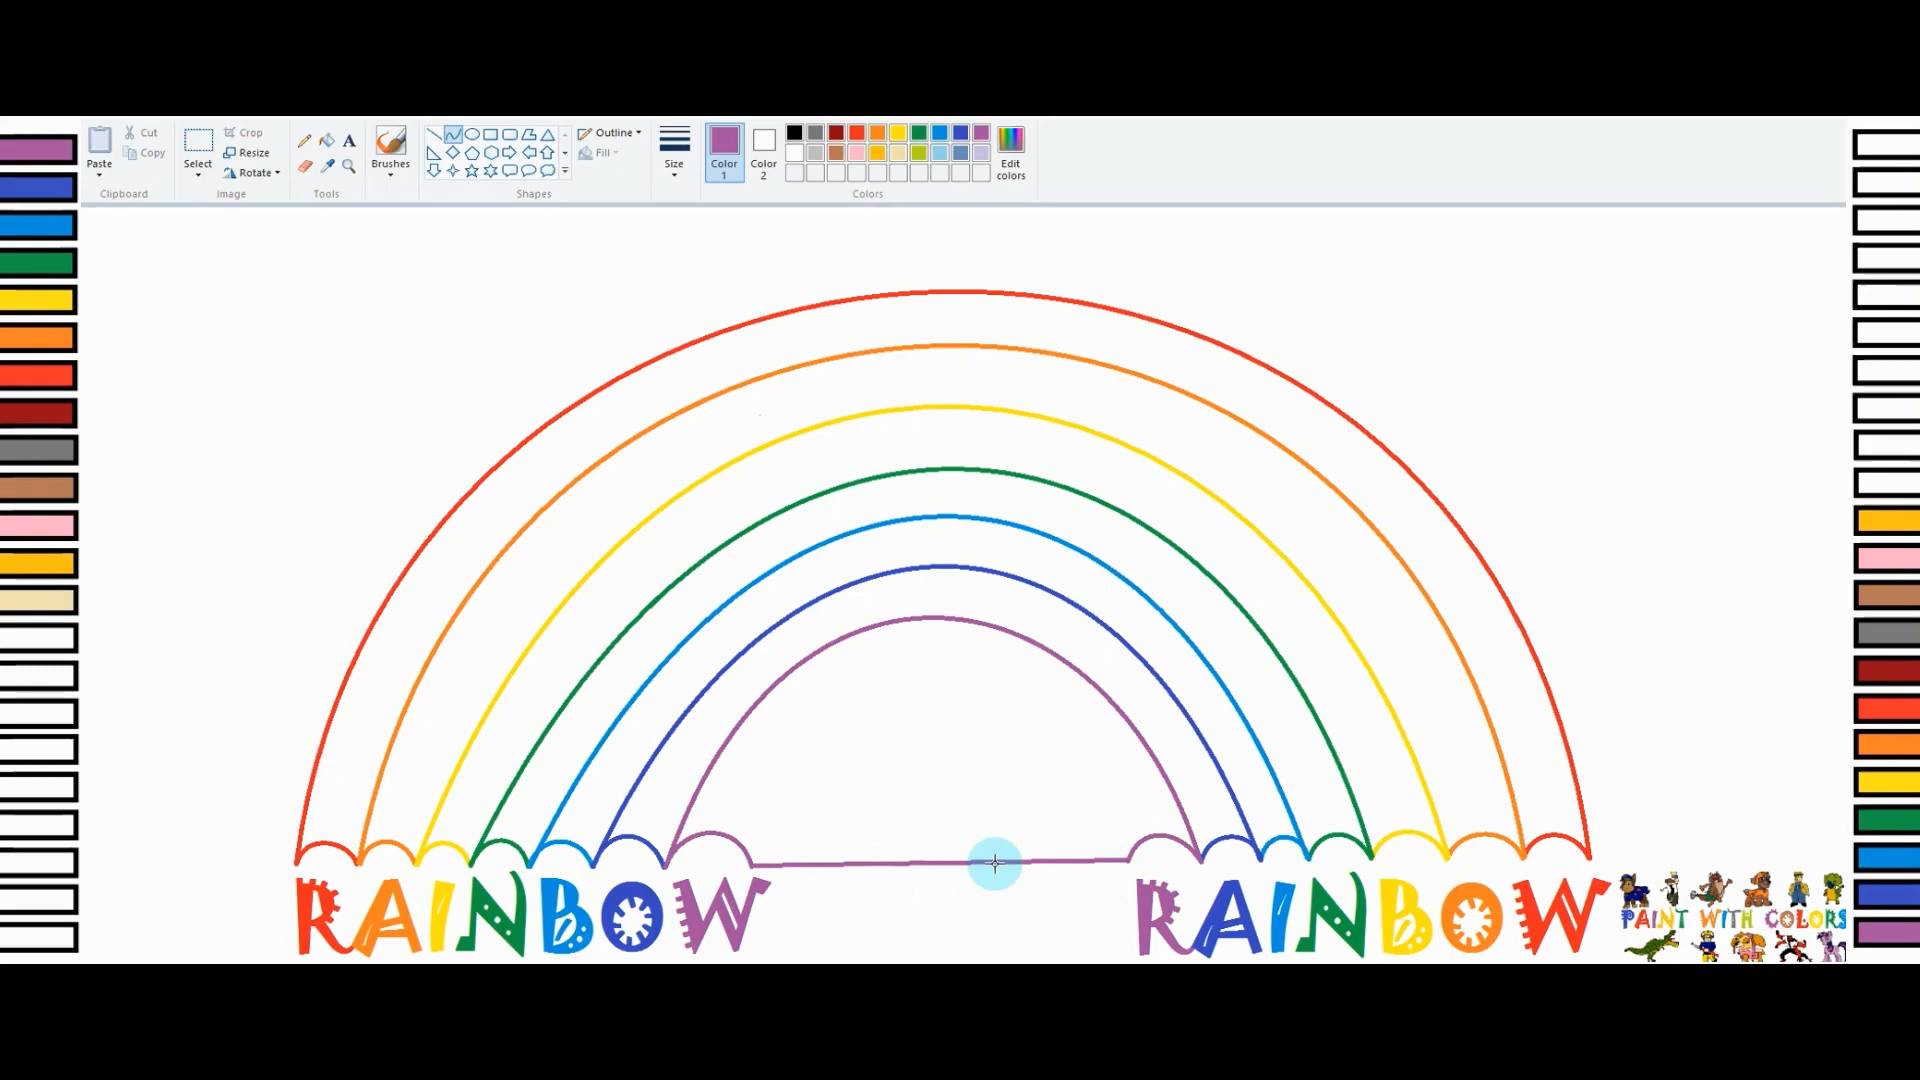 Paste
Cut
Copy
Clipboard
Select
Crop
Resize
Rotate
Image
A
Tools
Brushes
Outline
Fill
Shapes
Size
Color
1
Color
2
Edit
colors
Colors
RAINBOW
RAINBOW
PAINT WITH COLORS